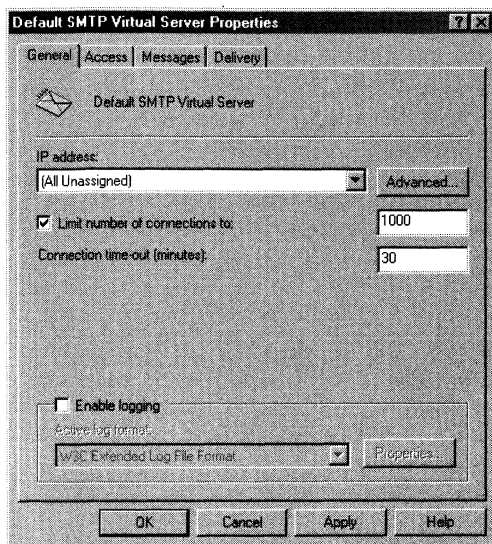 Default SMTP Virtual Server Properties
General Access Messages Delivery
Default SMTP Virtual Server
IP address:
(All Unassigned) Advanced...
Limit number of connections to: 1000
Connection time-out (minutes): 30
Enable logging
Active log format:
W3C Extended Log File Format Properties...
OK Cancel Apply Help